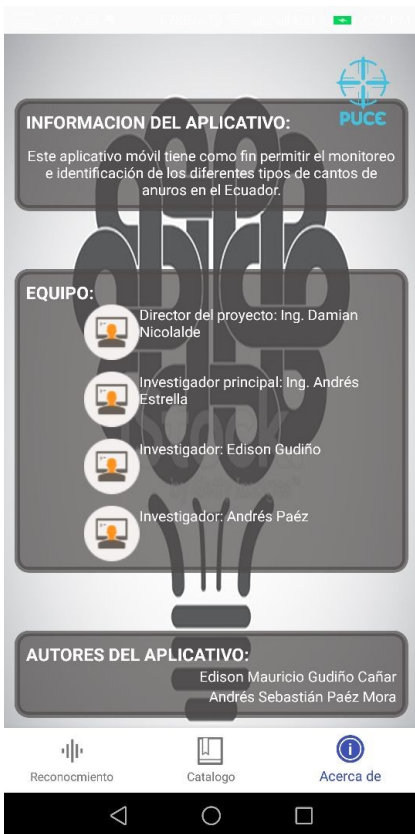 PUCE
INFORMACION DEL APLICATIVO:
Este aplicativo móvil tiene como fin permitir el monitoreo
e identificación de los diferentes tipos de cantos de
anuros en el Ecuador.
EQUIPO:
Director del proyecto: Ing. Damian
Nicolalde
Investigador principal: Ing. Andrés
Estrella
Investigador: Edison Gudiño
Investigador: Andrés Paéz
AUTORES DEL APLICATIVO:
Edison Mauricio Gudiño Cañar
Andrés Sebastián Paéz Mora
Reconocmiento
Catalogo
Acerca de